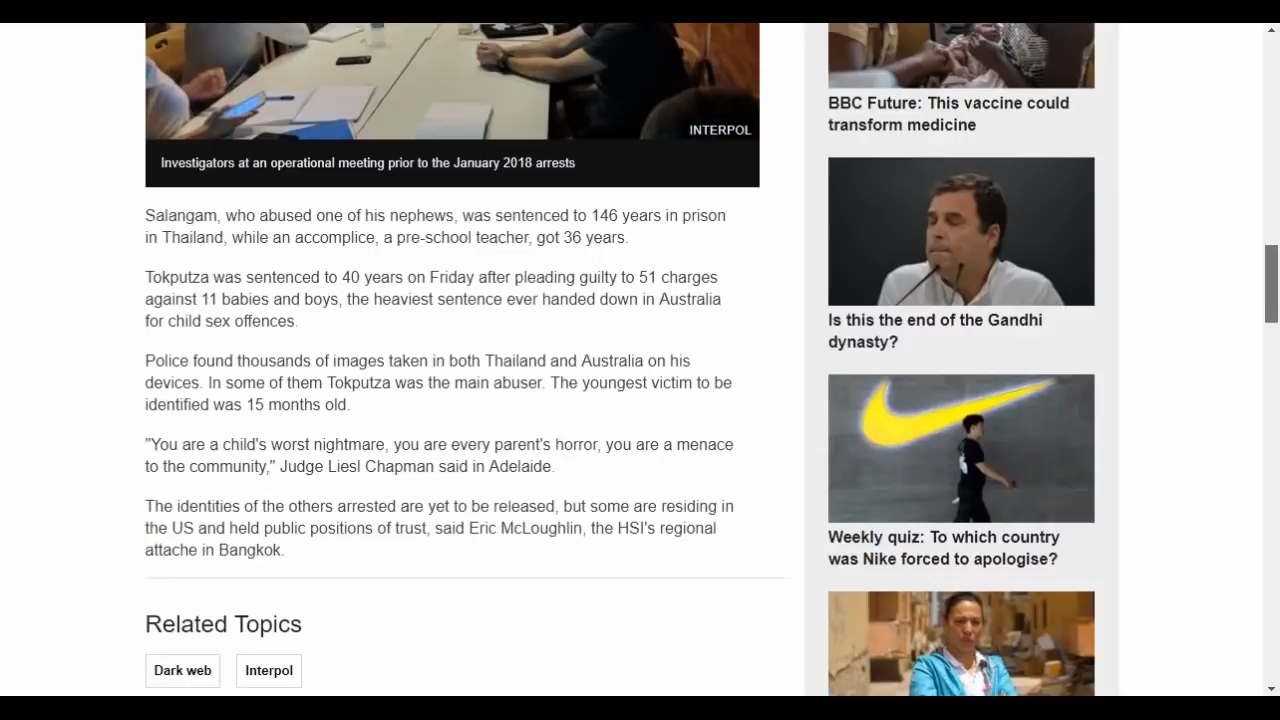 INTERPOL
Investigators at an operational meeting prior to the January 2018 arrests
Salangam, who abused one of his nephews, was sentenced to 146 years in prison
in Thailand, while an accomplice, a pre-school teacher, got 36 years.
Tokputza was sentenced to 40 years on Friday after pleading guilty to 51 charges
against 11 babies and boys, the heaviest sentence ever handed down in Australia
for child sex offences.
Police found thousands of images taken in both Thailand and Australia on his
devices. In some of them Tokputza was the main abuser. The youngest victim to be
identified was 15 months old.
"You are a child's worst nightmare, you are every parent's horror, you are a menace
to the community," Judge Liesl Chapman said in Adelaide.
The identities of the others arrested are yet to be released, but some are residing in
the US and held public positions of trust, said Eric McLoughlin, the HSI's regional
attache in Bangkok.
Related Topics
Dark web
Interpol
BBC Future: This vaccine could
transform medicine
Is this the end of the Gandhi
dynasty?
Weekly quiz: To which country
was Nike forced to apologise?